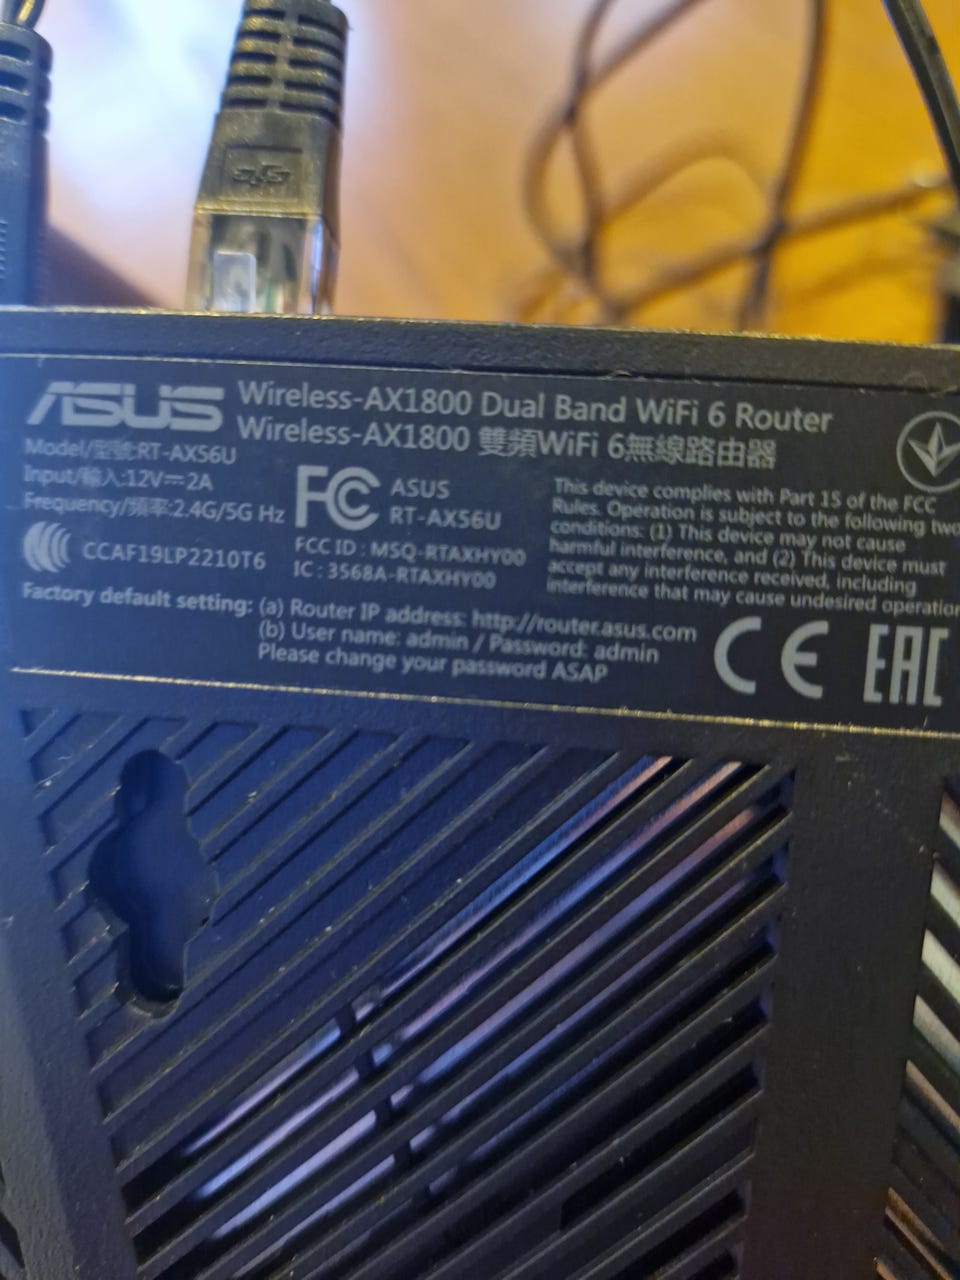 ASUS
Wireless-AX1800 Dual Band WiFi 6 Router
Wireless-AX1800 雙頻WiFi 6無線路由器
Model/型號:RT-AX56U
Input/輸入:12V⎓2A
Frequency/頻率:2.4G/5G Hz
CCAF19LP2210T6
FC
ASUS
RT-AX56U
FCC ID : MSQ-RTAXHY00
IC : 3568A-RTAXHY00
This device complies with Part 15 of the FCC
Rules. Operation is subject to the following two
conditions: (1) This device may not cause
harmful interference, and (2) This device must
accept any interference received, including
interference that may cause undesired operation
Factory default setting: (a) Router IP address: http://router.asus.com
(b) User name: admin / Password: admin
Please change your password ASAP
CE
EAC